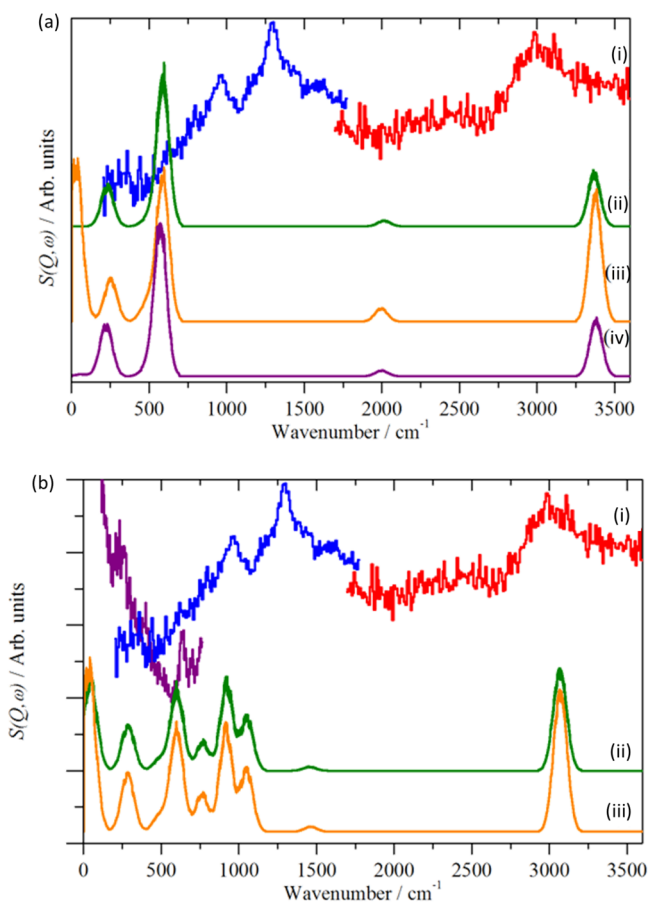 (a)
(i)
(ii)
(iii)
(iv)
S(Q,ω) / Arb. units
0 500 1000 1500 2000 2500 3000 3500
Wavenumber / cm⁻¹
(b)
(i)
(ii)
(iii)
S(Q,ω) / Arb. units
0 500 1000 1500 2000 2500 3000 3500
Wavenumber / cm⁻¹